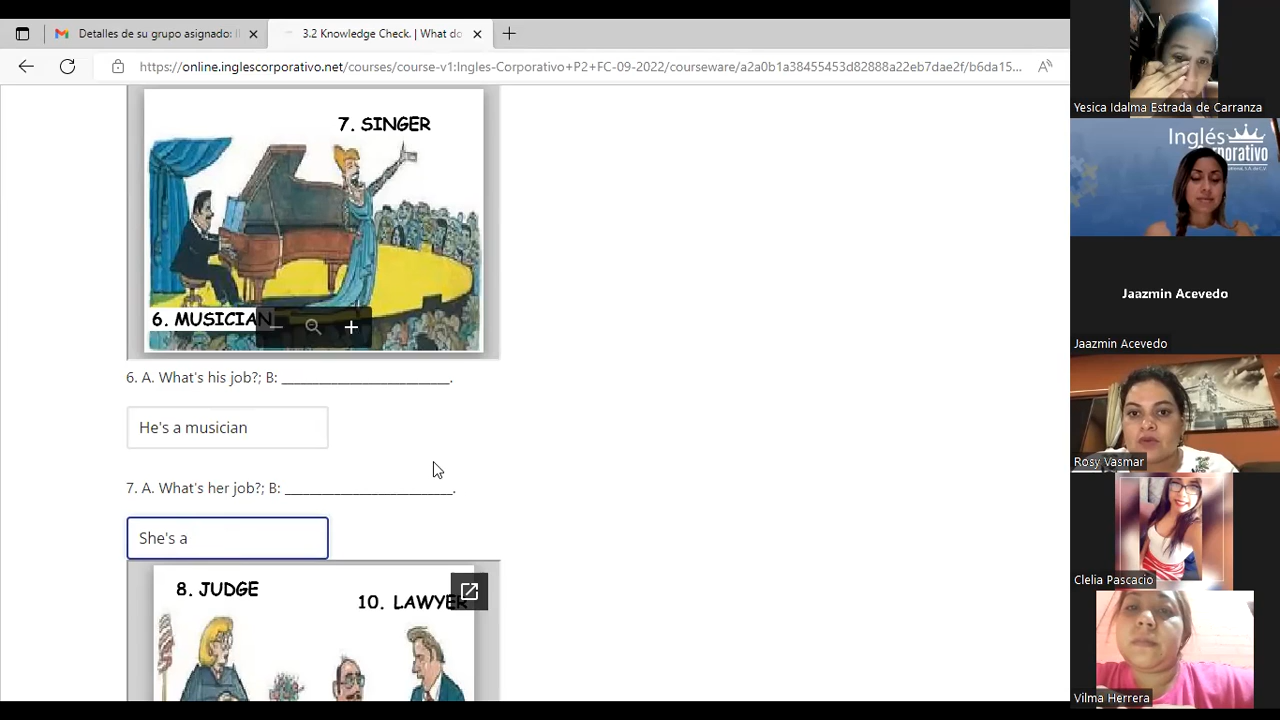 Detalles de su grupo asignado: I
3.2 Knowledge Check. | What do
https://online.inglescorporativo.net/courses/course-v1:Ingles-Corporativo+P2+FC-09-2022/courseware/a2a0b1a38455453d82888a22eb7dae2f/b6da15...
7. SINGER
6. MUSICIAN
6. A. What's his job?; B: ________________________.
He's a musician
7. A. What's her job?; B: ________________________.
She's a
8. JUDGE
10. LAWYER
Yesica Idalma Estrada de Carranza
Inglés
Corporativo
Jaazmin Acevedo
Jaazmin Acevedo
Rosy Vasmar
Clelia Pascacio
Vilma Herrera